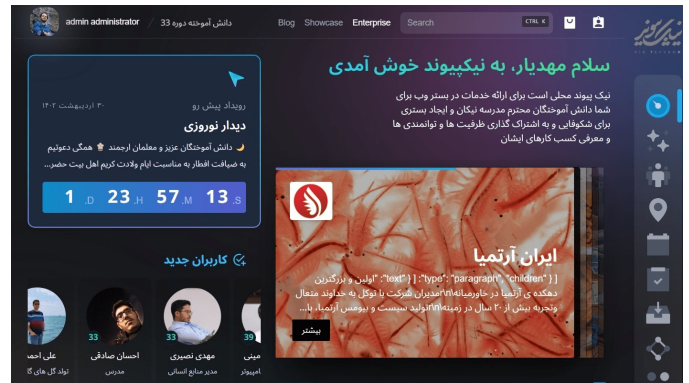 admin administrator
دانش آموخته دوره 33
Blog Showcase Enterprise
Search
CTRL K
سلام مهدیار، به نیکپیوند خوش آمدی
نیک پیوند محلی است برای ارائه خدمات در بستر وب برای
شما دانش آموختگان محترم مدرسه نیکان و ایجاد بستری
برای شکوفایی و به اشتراک گذاری ظرفیت ها و توانمندی ها
و معرفی کسب کارهای ایشان
رویداد پیش رو
۳۰ اردیبهشت ۱۴۰۲
دیدار نوروزی
🌙 دانش آموختگان عزیز و معلمان ارجمند 🕋 همگی دعوتیم
به ضیافت افطار به مناسبت ایام ولادت کریم اهل بیت حضر...
1 .D 23 .H 57 .M 13 .S
ایران آرتمیا
[ { "type": "paragraph", "children": [ { "text": "اولین و بزرگترین
دهکده ی آرتمیا در خاورمیانه\r\nمدیران شرکت با توکل به خداوند متعال
وتجربه بیش از ۲۰ سال در زمینه\r\nتولید سیست و بیومس آرتمیا، با...
بیشتر
کاربران جدید
39
مینی
امپیوتر
33
مهدی نصیری
مدیر منابع انسانی
33
احسان صادقی
مدرس
علی احمد
تولد گل های گا